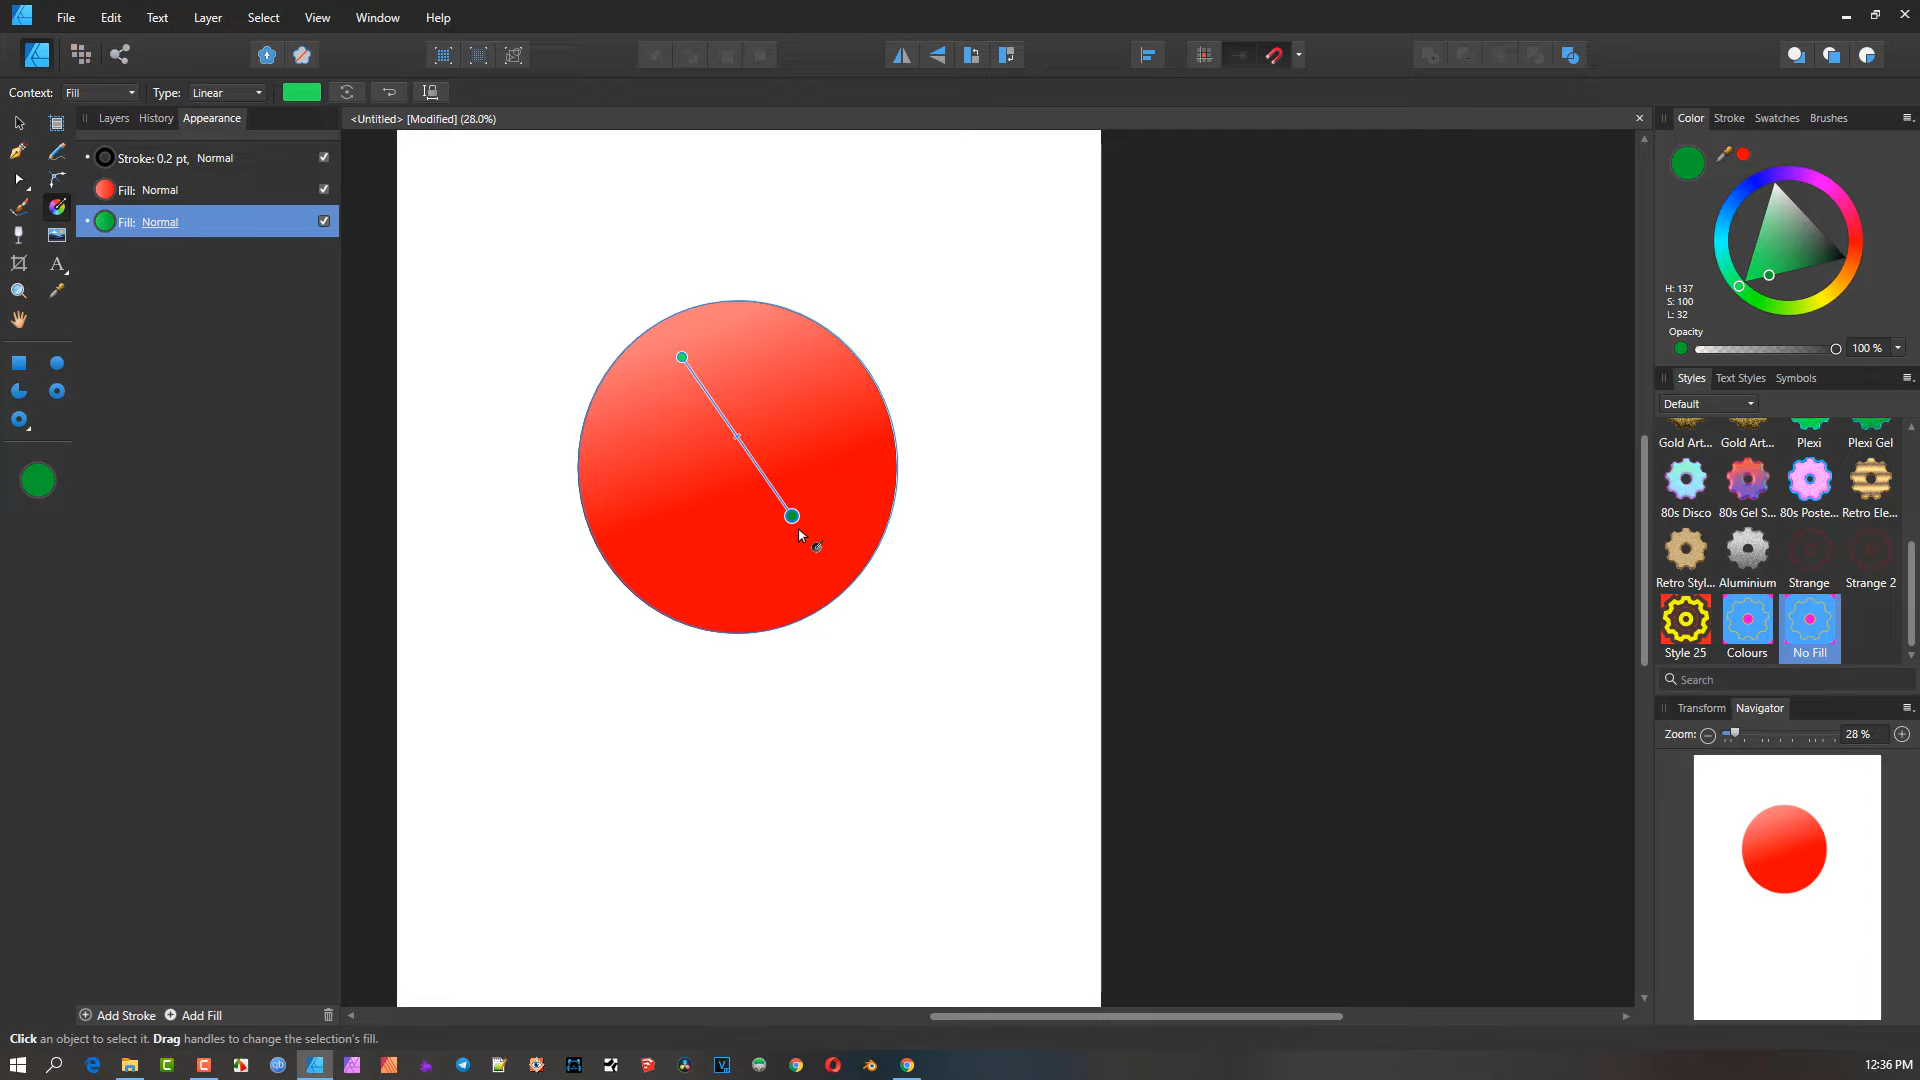 File Edit Text Layer Select View Window Help
Context: Fill Type: Linear
Layers History Appearance
<Untitled> [Modified] (28.0%)
Color Stroke Swatches Brushes
Stroke: 0.2 pt, Normal
Fill: Normal
Fill: Normal
H: 137
S: 100
L: 32
Opacity
100 %
Styles Text Styles Symbols
Default
Gold Art... Gold Art... Plexi Plexi Gel
80s Disco 80s Gel S... 80s Poste... Retro Ele...
Retro Styl... Aluminium Strange Strange 2
Style 25 Colours No Fill
Search
Transform Navigator
Zoom: 28 %
Add Stroke Add Fill
Click an object to select it. Drag handles to change the selection's fill.
12:36 PM